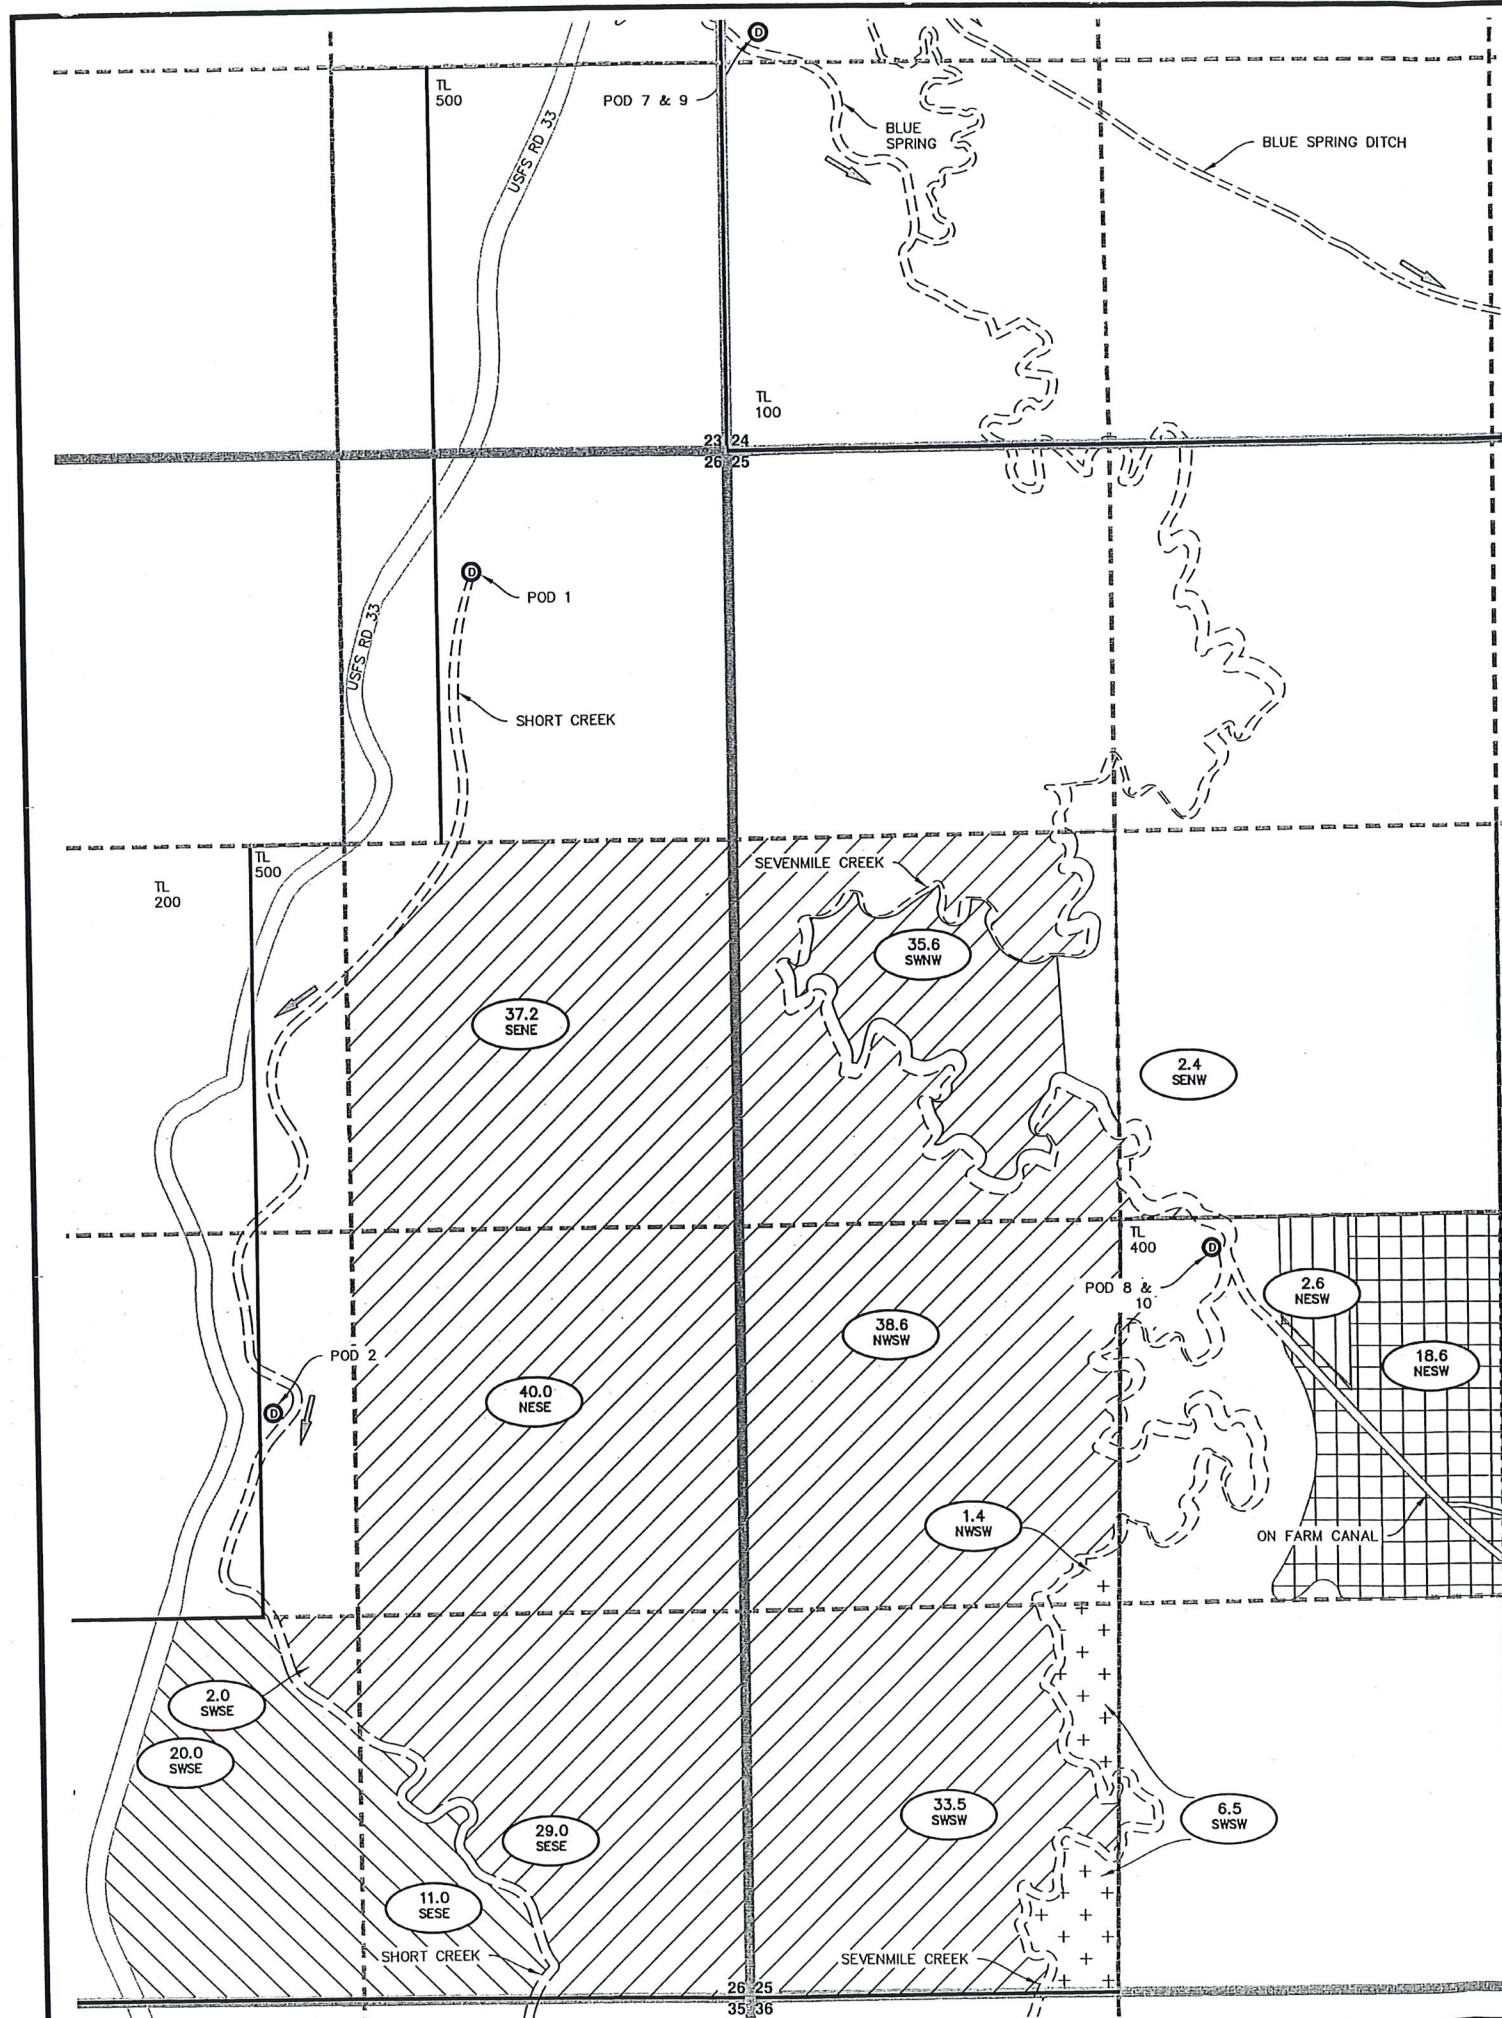 TL
500
POD 7 & 9
BLUE
SPRING
BLUE SPRING DITCH
USFS RD 33
TL
100
23 24
26 25
D
D
POD 1
USFS RD 33
SHORT CREEK
TL
500
TL
200
SEVENMILE CREEK
35.6
SWNW
37.2
SENE
2.4
SENW
TL
400
D
POD 8 &
10
2.6
NESW
38.6
NWSW
18.6
NESW
POD 2
D
40.0
NESE
1.4
NWSW
ON FARM CANAL
2.0
SWSE
20.0
SWSE
33.5
SWSW
6.5
SWSW
29.0
SESE
11.0
SESE
SHORT CREEK
SEVENMILE CREEK
26 25
35 36